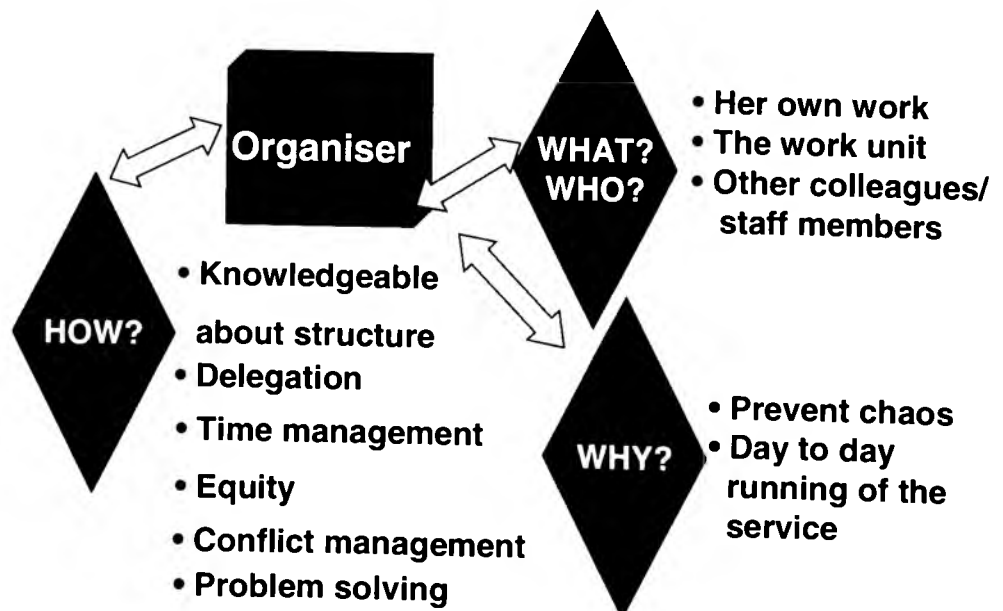 Organiser
WHAT?
WHO?
• Her own work
• The work unit
• Other colleagues/
staff members
HOW?
• Knowledgeable
about structure
• Delegation
• Time management
• Equity
• Conflict management
• Problem solving
WHY?
• Prevent chaos
• Day to day
running of the
service